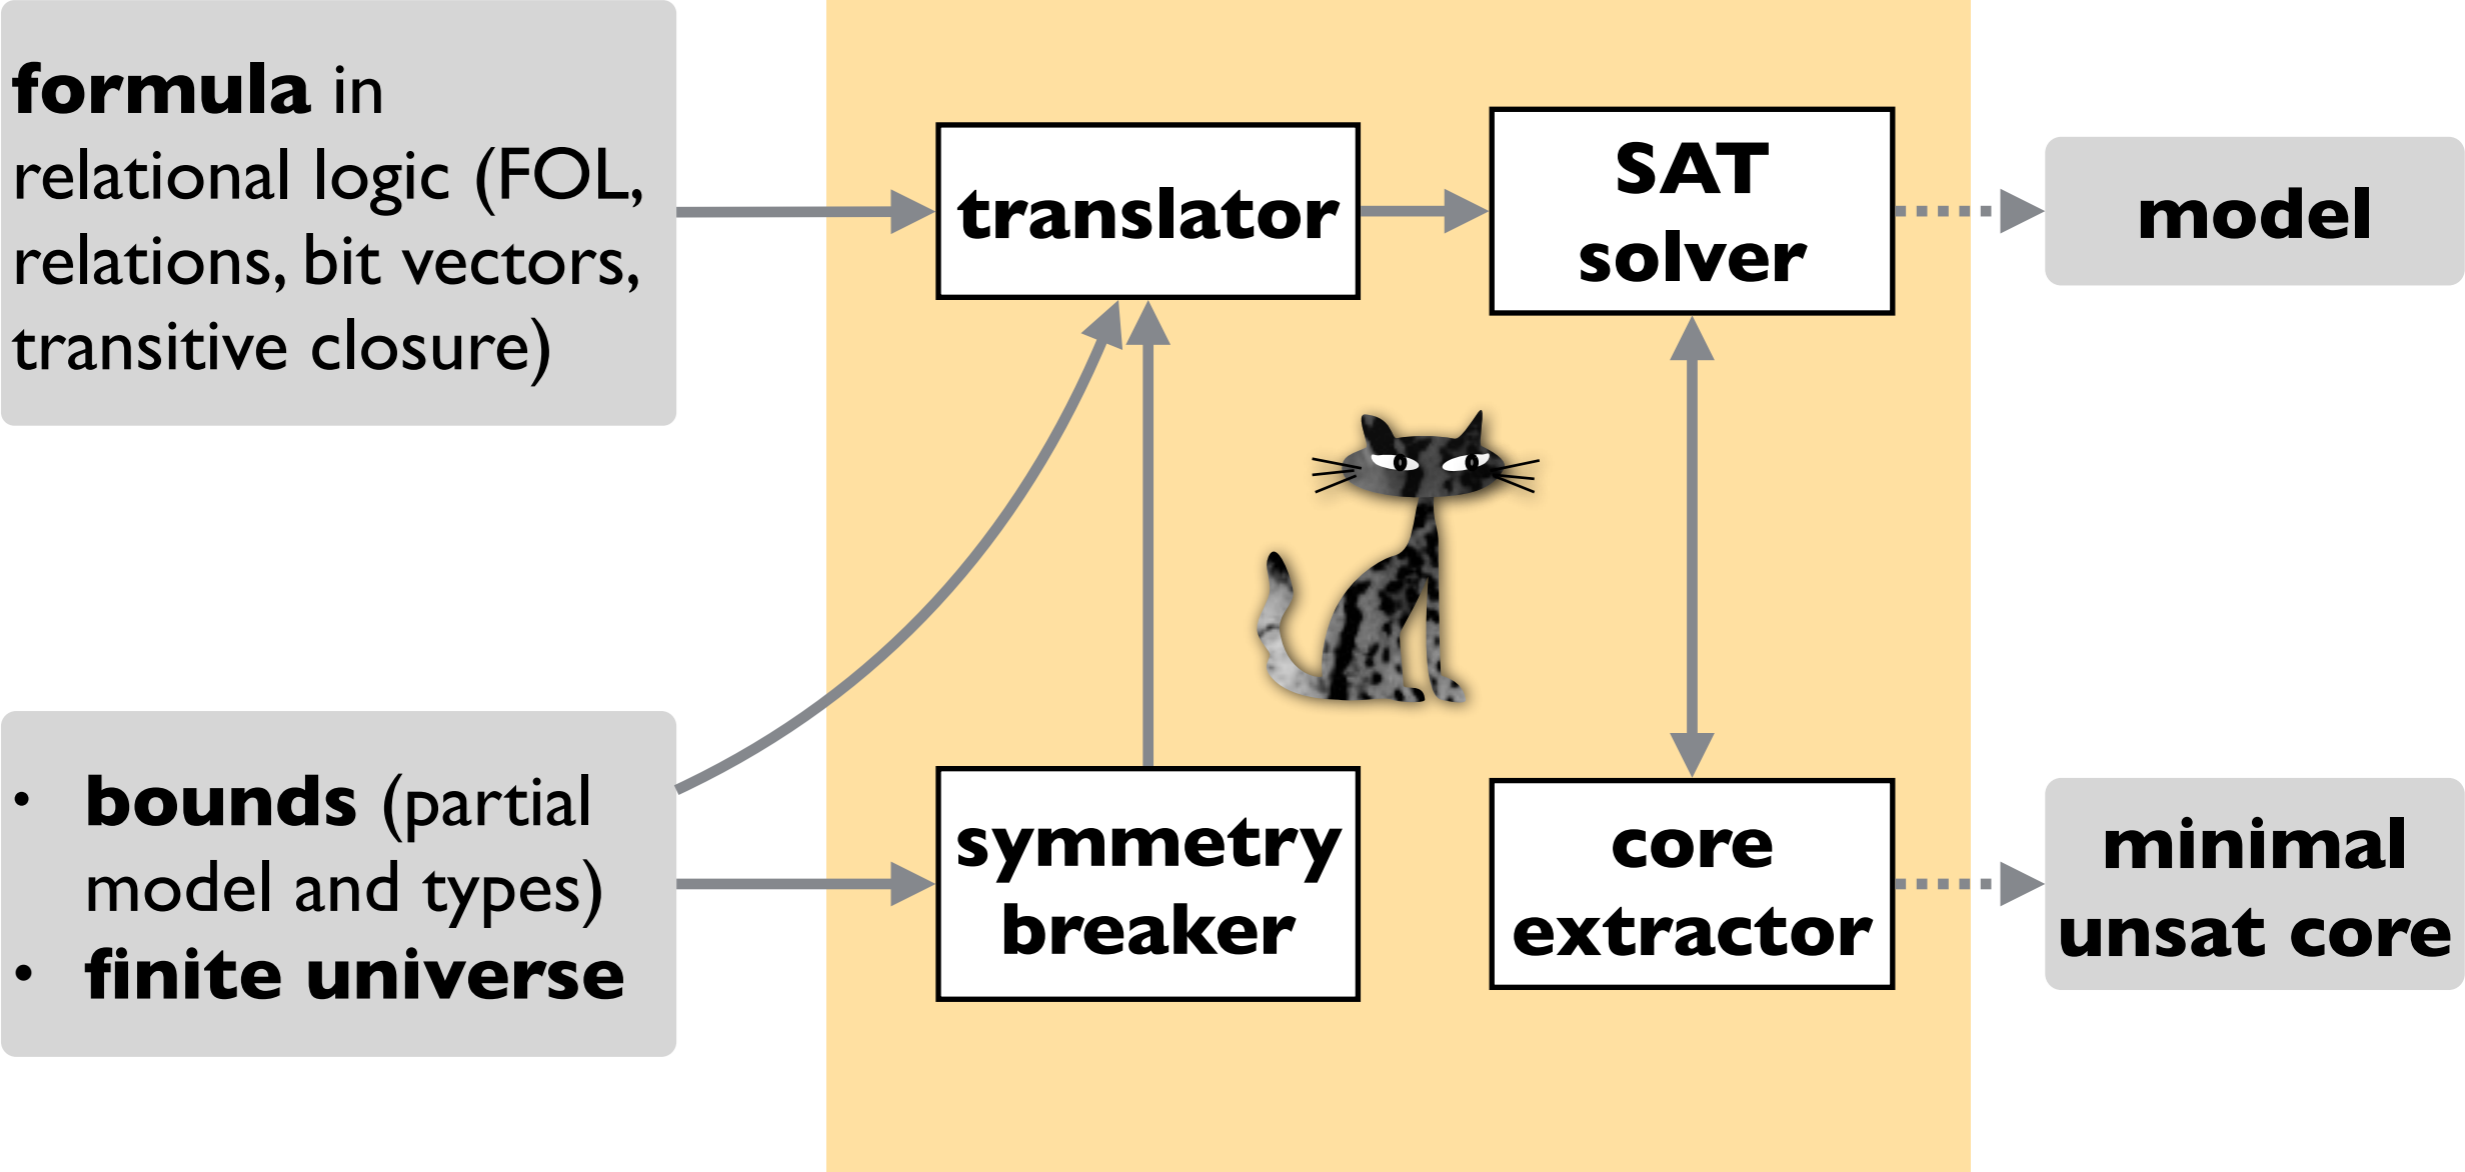 formula in
relational logic (FOL,
relations, bit vectors,
transitive closure)
translator
SAT
solver
model
• bounds (partial
model and types)
• finite universe
symmetry
breaker
core
extractor
minimal
unsat core